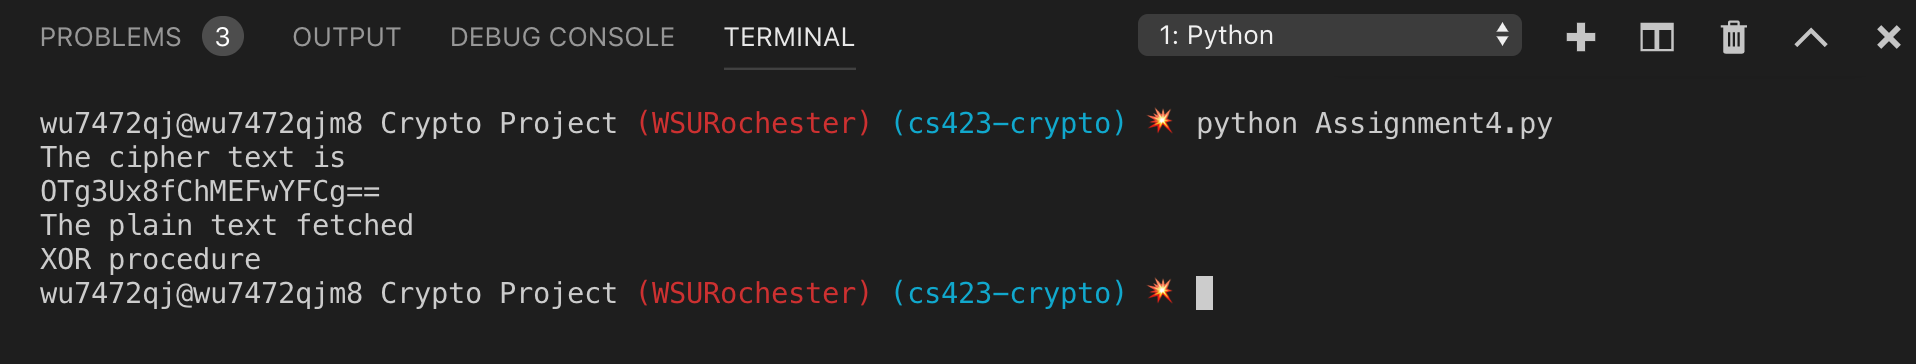 PROBLEMS 3 OUTPUT DEBUG CONSOLE TERMINAL 1: Python
wu7472qj@wu7472qjm8 Crypto Project (WSURochester) (cs423-crypto) 💥 python Assignment4.py
The cipher text is
OTg3Ux8fChMEFwYFCg==
The plain text fetched
XOR procedure
wu7472qj@wu7472qjm8 Crypto Project (WSURochester) (cs423-crypto) 💥